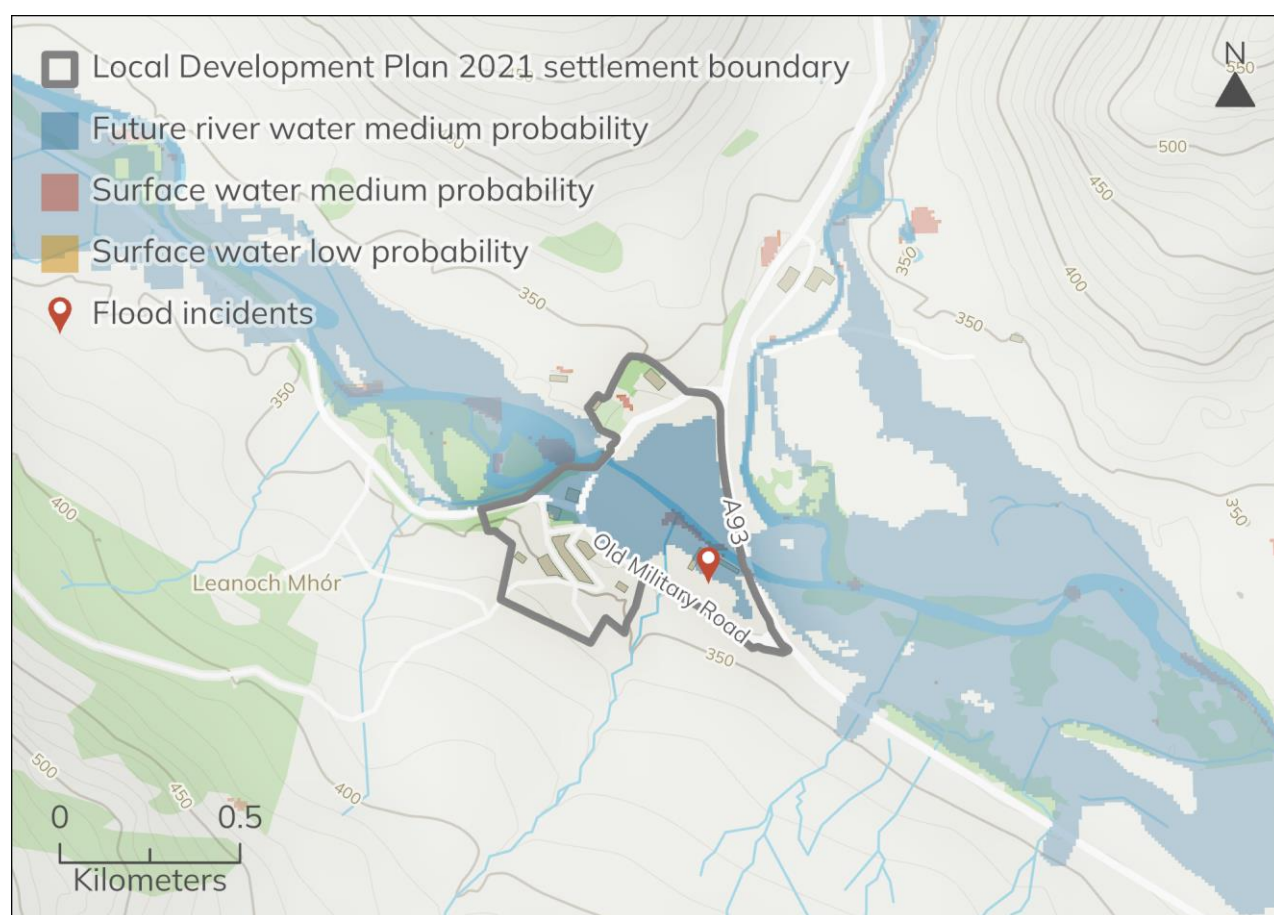 Local Development Plan 2021 settlement boundary
Future river water medium probability
Surface water medium probability
Surface water low probability
Flood incidents
N
550
500
450
400
350
350
350
350
350
350
A93
Old Military Road
Leanoch Mhór
400
350
400
500
450
0 0.5
Kilometers